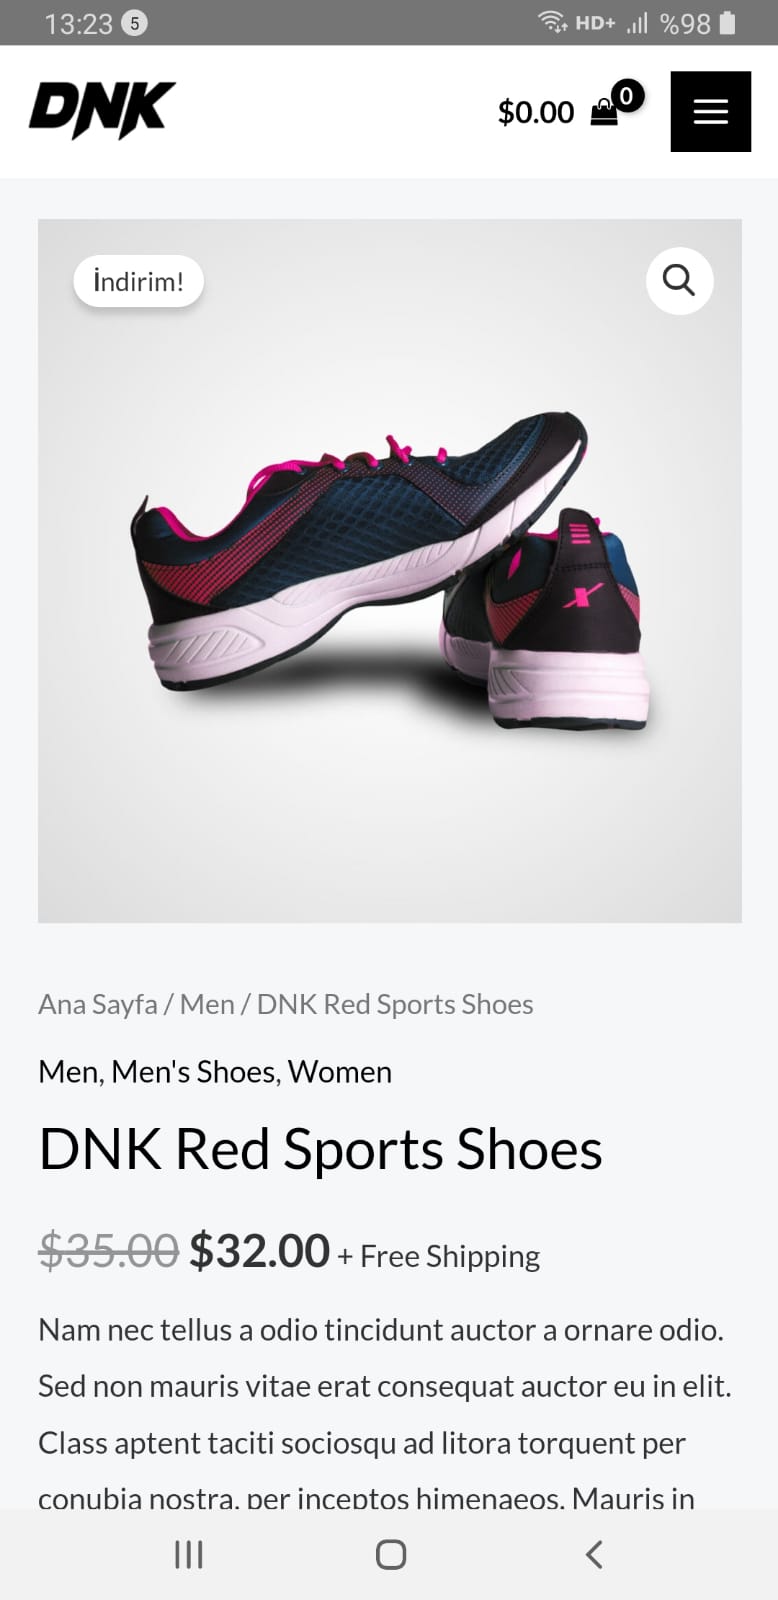 13:23 5 HD+ %98
DNK
$0.00 0
İndirim!
Ana Sayfa / Men / DNK Red Sports Shoes
Men, Men's Shoes, Women
DNK Red Sports Shoes
$35.00 $32.00 + Free Shipping
Nam nec tellus a odio tincidunt auctor a ornare odio.
Sed non mauris vitae erat consequat auctor eu in elit.
Class aptent taciti sociosqu ad litora torquent per
conubia nostra, per inceptos himenaeos. Mauris in